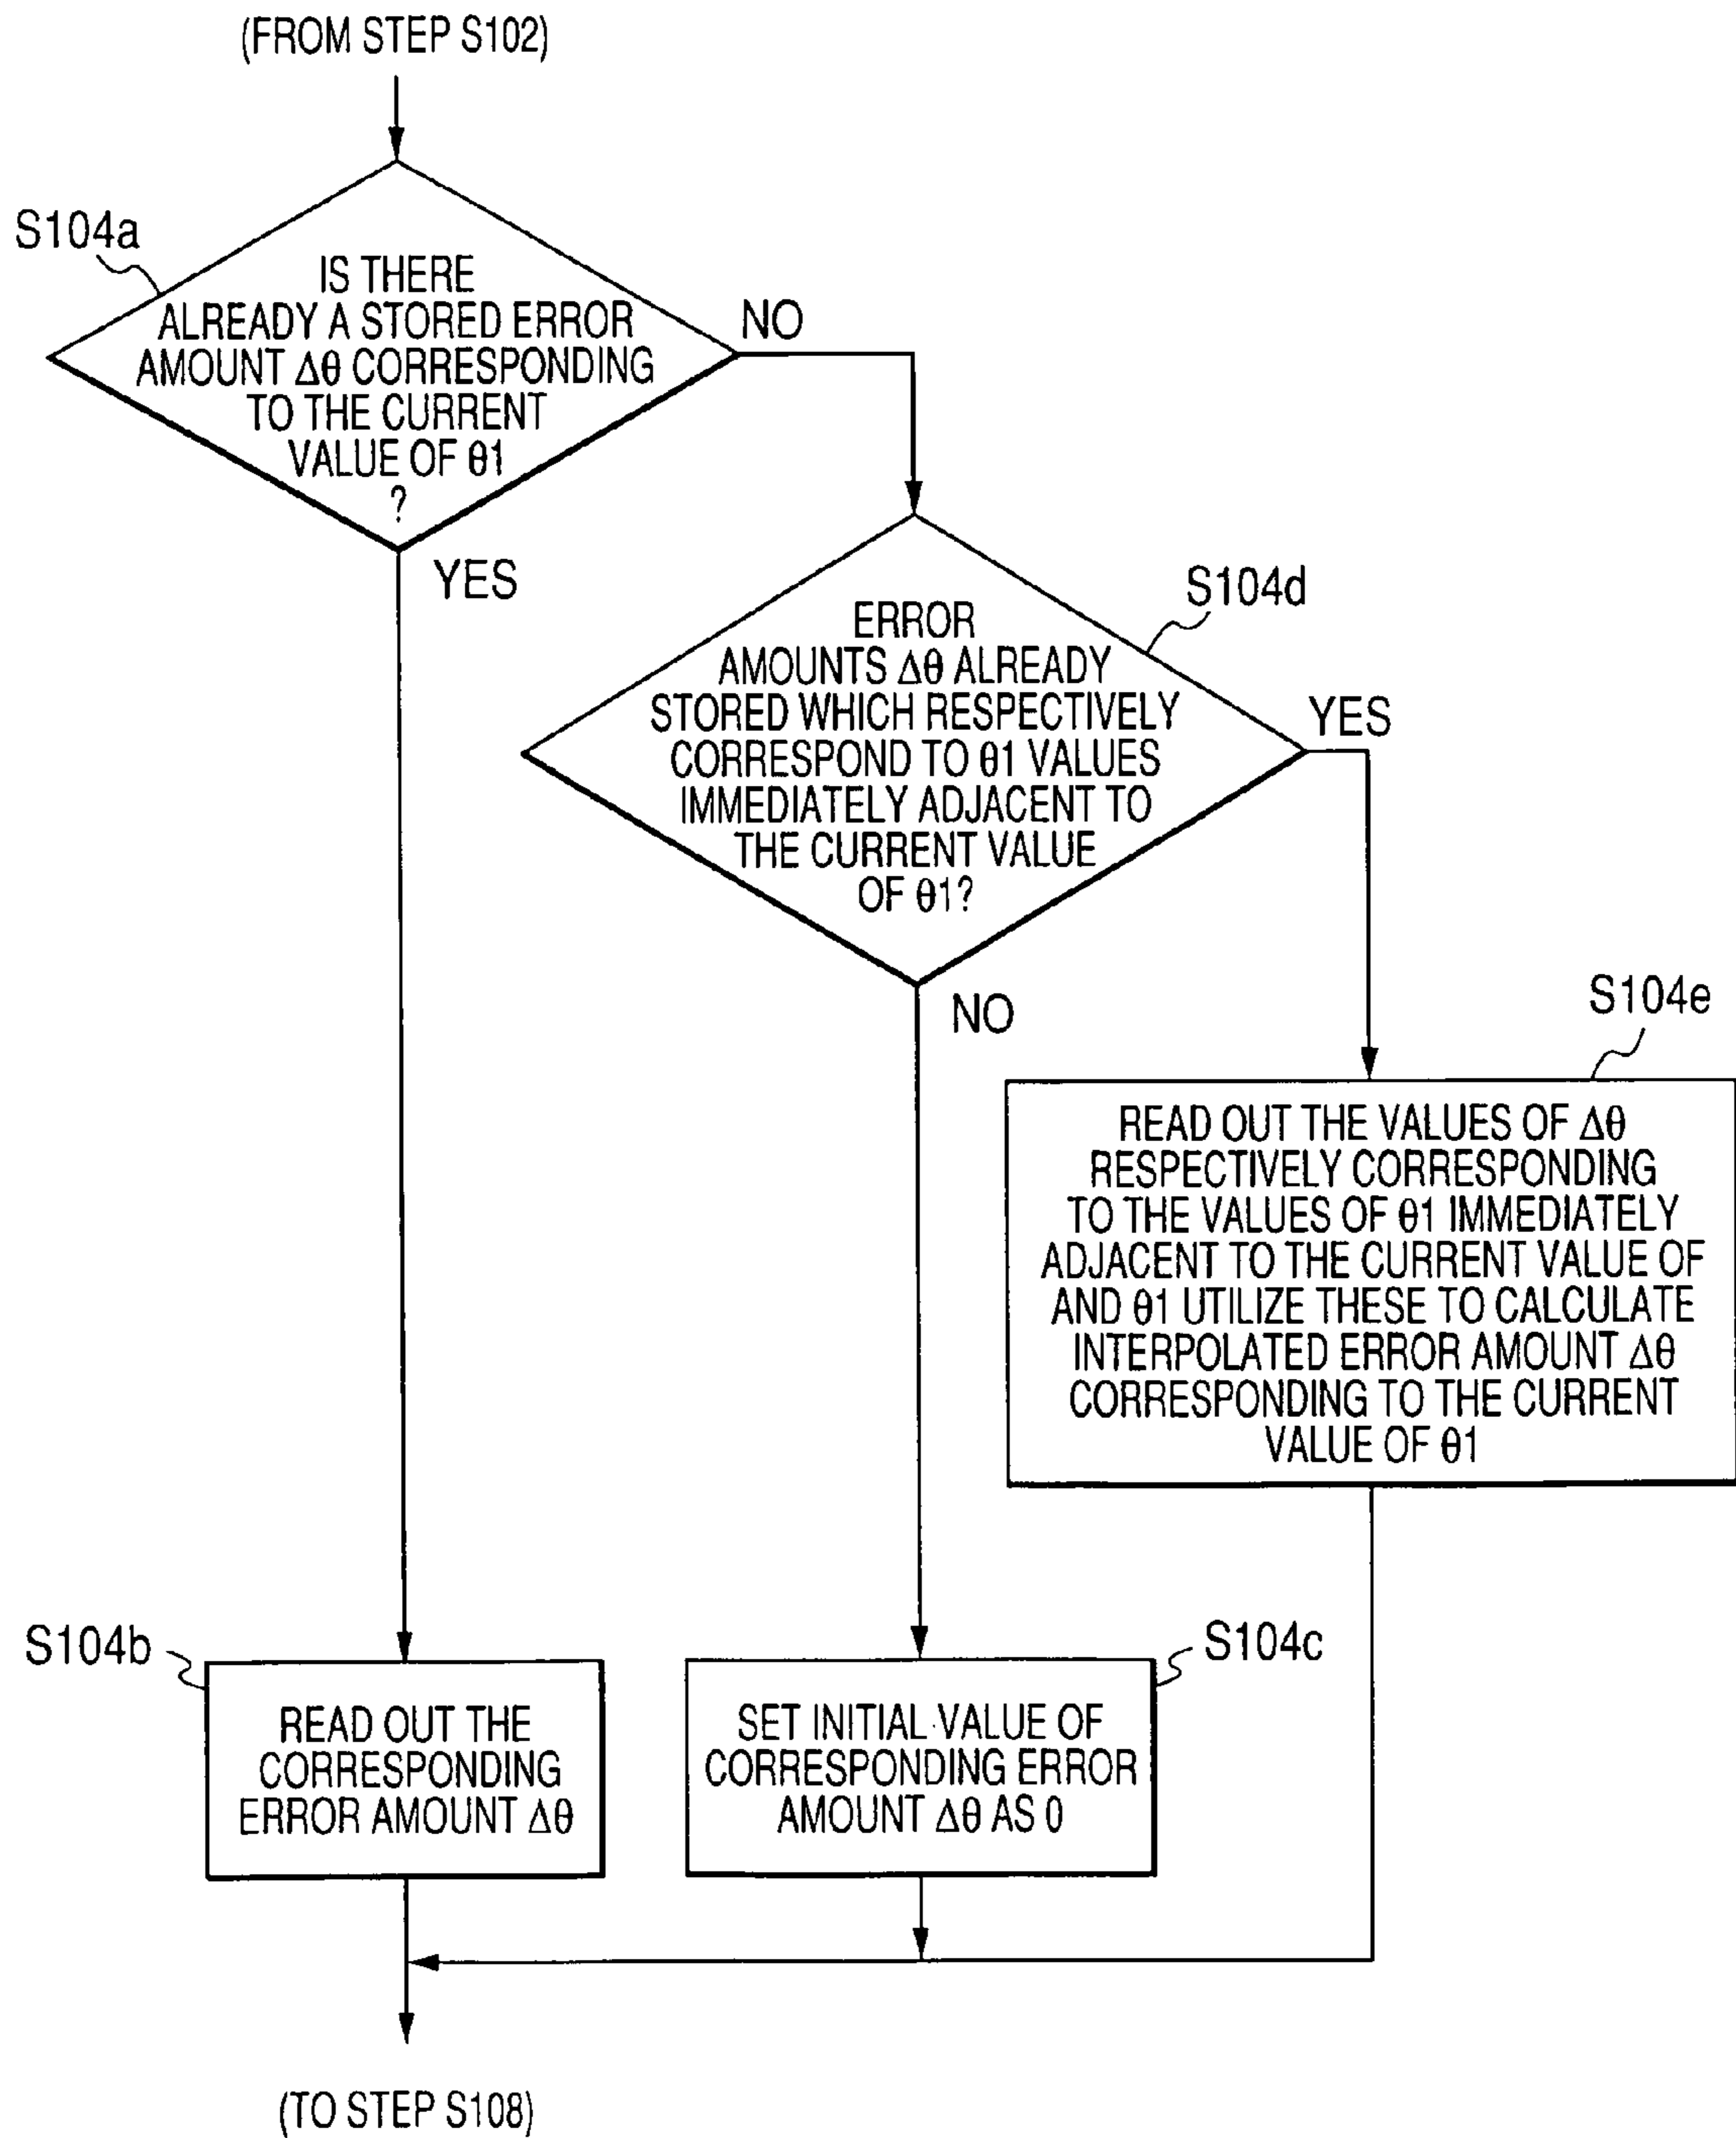 (FROM STEP S102)
S104a
IS THERE
ALREADY A STORED ERROR
AMOUNT Δθ CORRESPONDING
TO THE CURRENT
VALUE OF θ1
?
NO
YES
S104d
ERROR
AMOUNTS Δθ ALREADY
STORED WHICH RESPECTIVELY
CORRESPOND TO θ1 VALUES
IMMEDIATELY ADJACENT TO
THE CURRENT VALUE
OF θ1?
YES
NO
S104e
READ OUT THE VALUES OF Δθ
RESPECTIVELY CORRESPONDING
TO THE VALUES OF θ1 IMMEDIATELY
ADJACENT TO THE CURRENT VALUE OF
AND θ1 UTILIZE THESE TO CALCULATE
INTERPOLATED ERROR AMOUNT Δθ
CORRESPONDING TO THE CURRENT
VALUE OF θ1
S104b
READ OUT THE
CORRESPONDING
ERROR AMOUNT Δθ
S104c
SET INITIAL VALUE OF
CORRESPONDING ERROR
AMOUNT Δθ AS 0
(TO STEP S108)